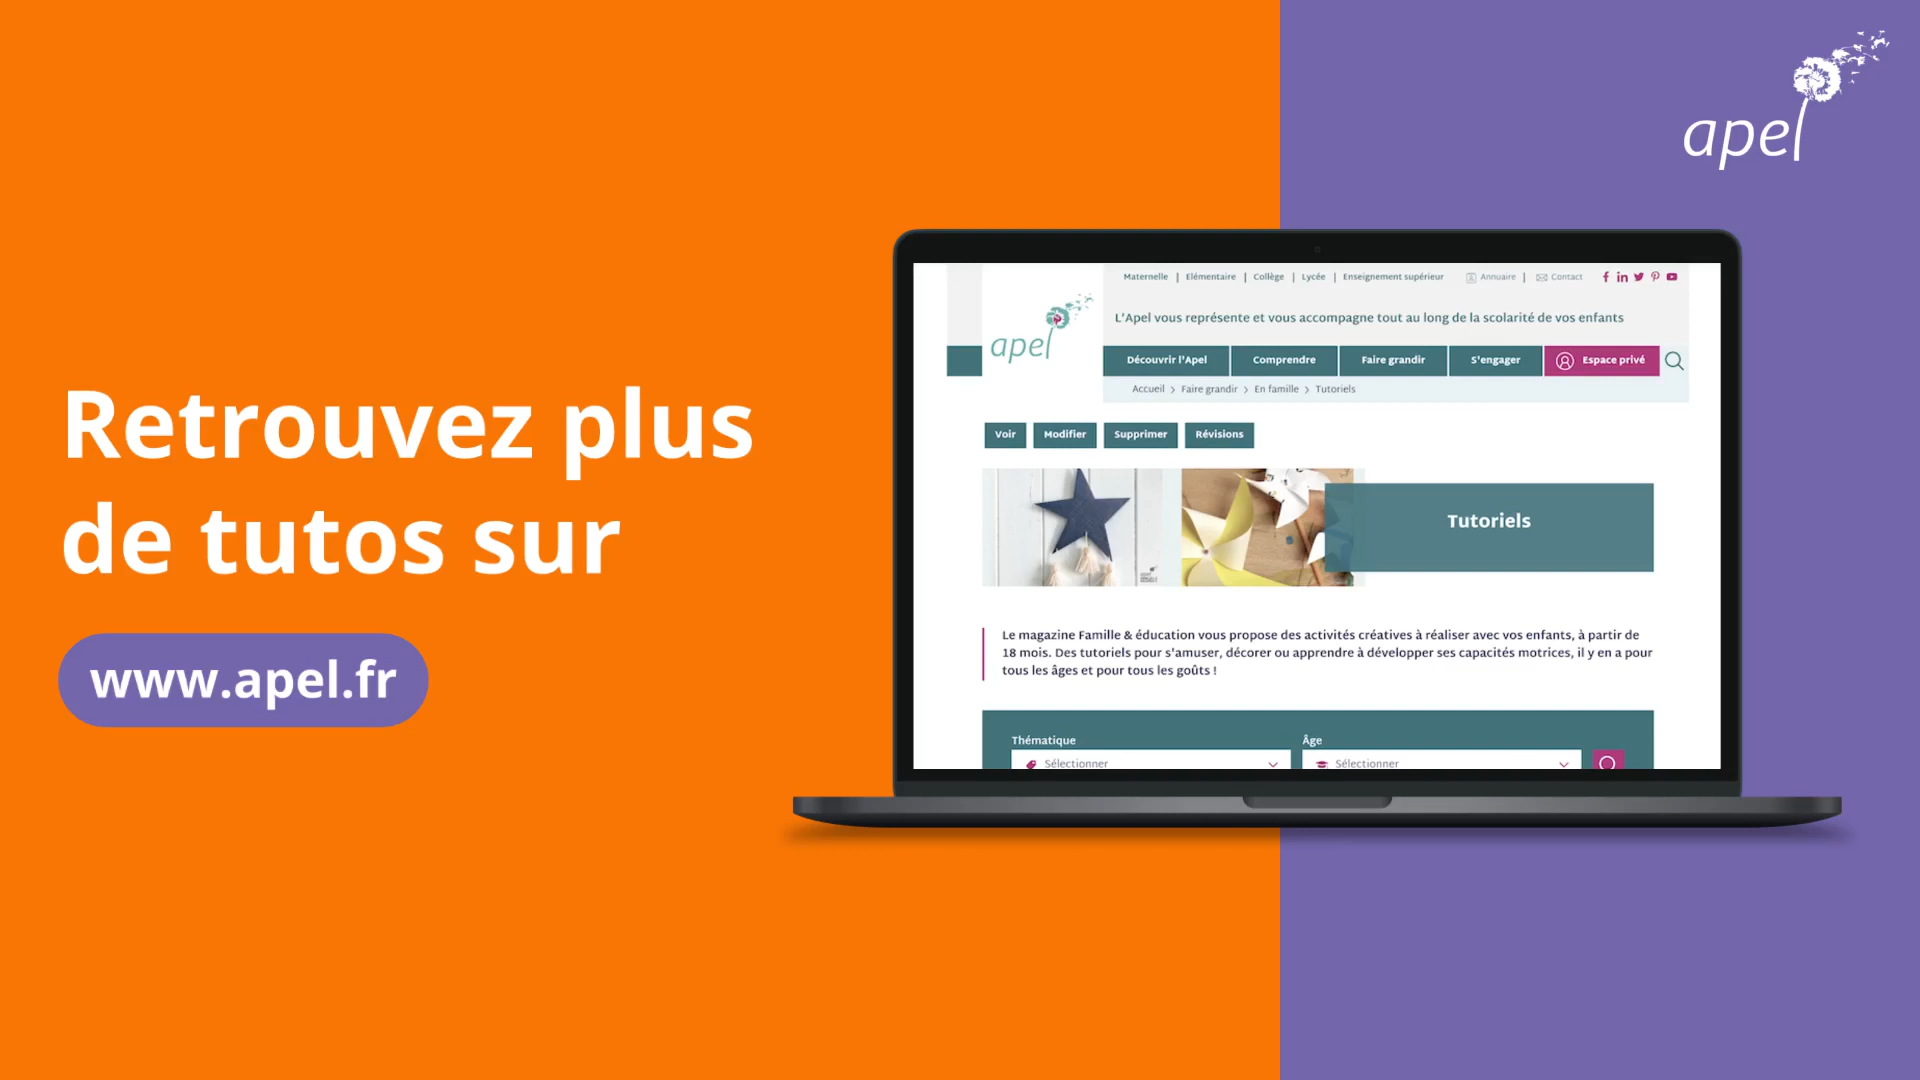 apel
Retrouvez plus
de tutos sur
www.apel.fr
Maternelle | Elémentaire | Collège | Lycée | Enseignement supérieur Annuaire | Contact
apel
L'Apel vous représente et vous accompagne tout au long de la scolarité de vos enfants
Découvrir l'Apel Comprendre Faire grandir S'engager Espace privé
Accueil > Faire grandir > En famille > Tutoriels
Voir Modifier Supprimer Révisions
Tutoriels
Le magazine Famille & éducation vous propose des activités créatives à réaliser avec vos enfants, à partir de
18 mois. Des tutoriels pour s'amuser, décorer ou apprendre à développer ses capacités motrices, il y en a pour
tous les âges et pour tous les goûts !
Thématique Âge
Sélectionner Sélectionner